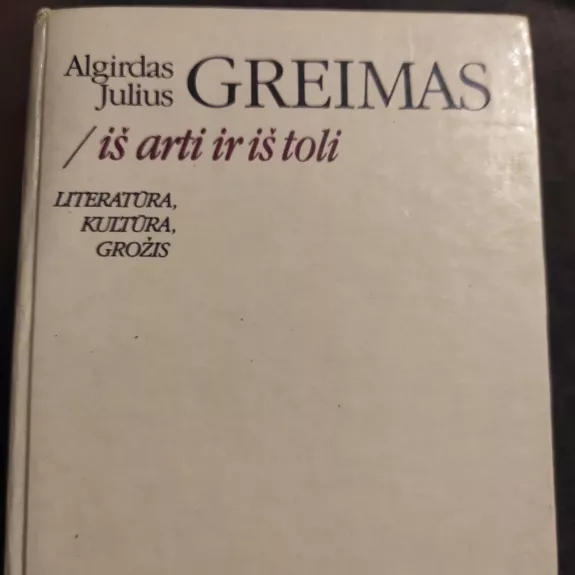 Algirdas
Julius GREIMAS
/iš arti ir iš toli
LITERATŪRA,
KULTŪRA,
GROŽIS